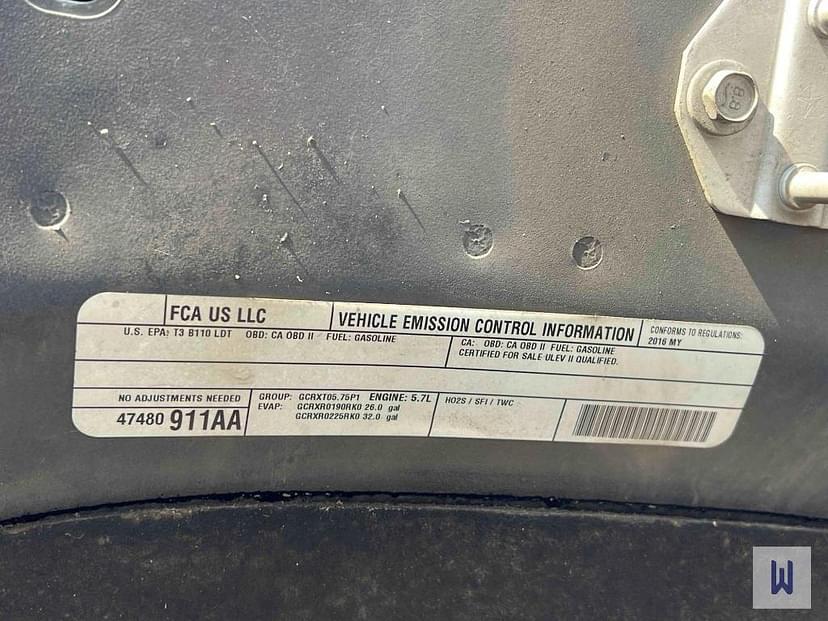 8.8
FCA US LLC
VEHICLE EMISSION CONTROL INFORMATION
CONFORMS TO REGULATIONS:
2016 MY
U.S. EPA: T3 B110 LDT OBD: CA OBD II FUEL: GASOLINE
CA: OBD: CA OBD II FUEL: GASOLINE
CERTIFIED FOR SALE ULEV II QUALIFIED.
NO ADJUSTMENTS NEEDED
47480 911AA
GROUP: GCRXT05.75P1 ENGINE: 5.7L
EVAP: GCRXR0190RK0 26.0 gal
GCRXR0225RK0 32.0 gal
HO2S / SFI / TWC
W